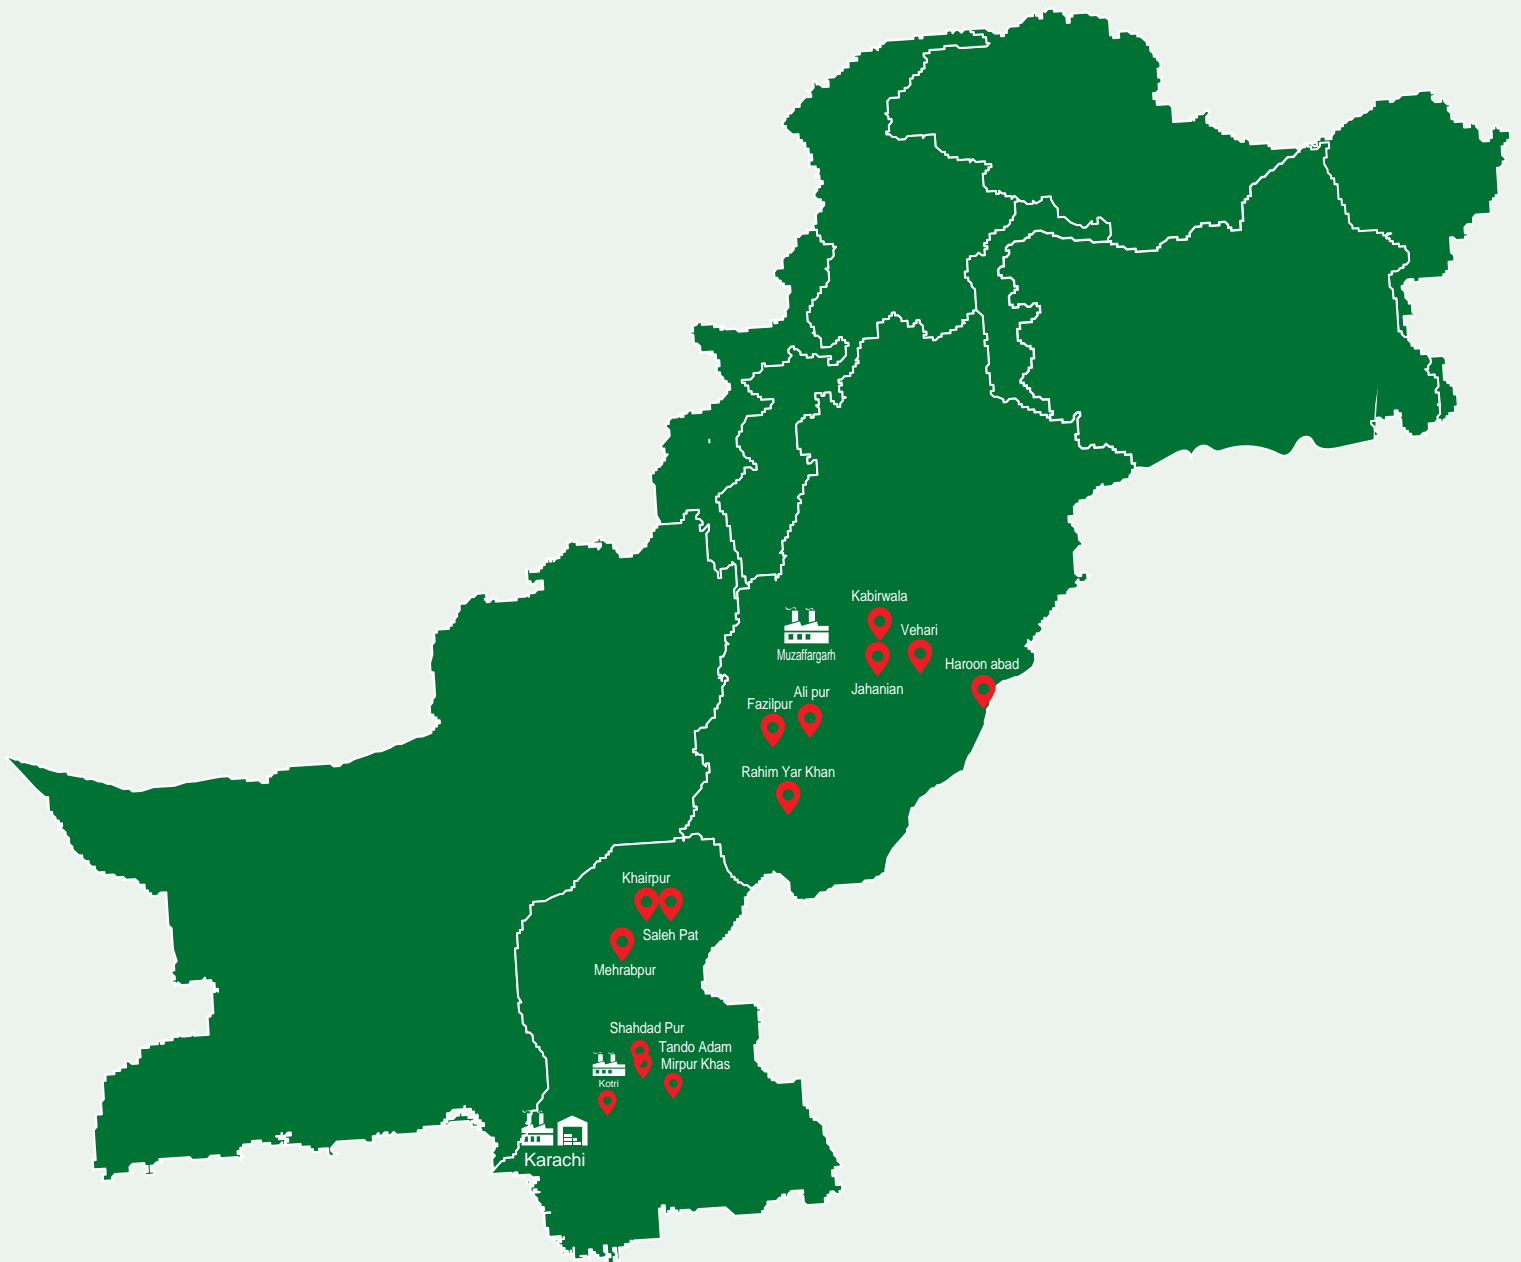 Kabirwala
Vehari
Muzaffargarh
Haroon abad
Jahanian
Ali pur
Fazilpur
Rahim Yar Khan
Khairpur
Saleh Pat
Mehrabpur
Shahdad Pur
Tando Adam
Mirpur Khas
Kotri
Karachi